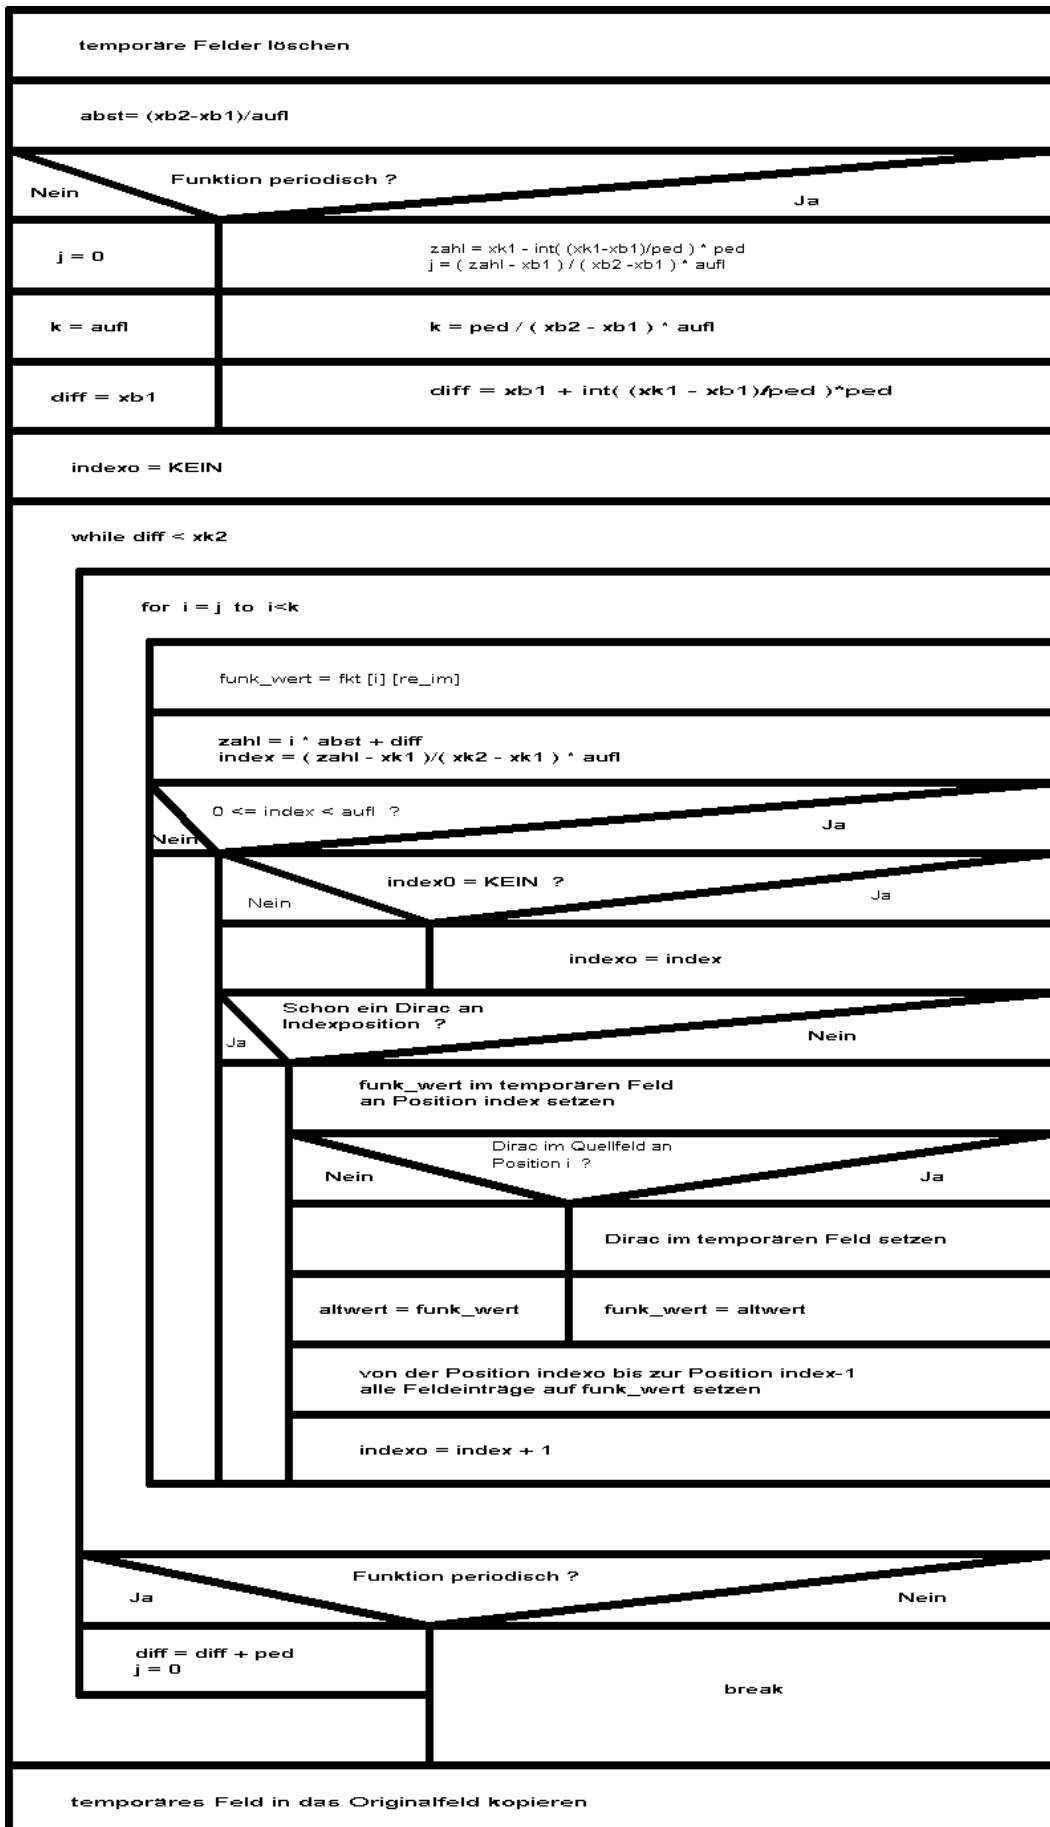 temporäre Felder löschen
abst= (xb2-xb1)/aufl
Funktion periodisch ?
Nein
Ja
j = 0
zahl = xk1 - int( (xk1-xb1)/ped ) * ped
j = ( zahl - xb1 ) / ( xb2 -xb1 ) * aufl
k = aufl
k = ped / ( xb2 - xb1 ) * aufl
diff = xb1
diff = xb1 + int( (xk1 - xb1)/ped )*ped
indexo = KEIN
while diff < xk2
for i = j to i<k
funk_wert = fkt [i] [re_im]
zahl = i * abst + diff
index = ( zahl - xk1 )/( xk2 - xk1 ) * aufl
0 <= index < aufl ?
Nein
Ja
index0 = KEIN ?
Nein
Ja
indexo = index
Schon ein Dirac an
Indexposition ?
Ja
Nein
funk_wert im temporären Feld
an Position index setzen
Dirac im Quellfeld an
Position i ?
Nein
Ja
Dirac im temporären Feld setzen
altwert = funk_wert
funk_wert = altwert
von der Position indexo bis zur Position index-1
alle Feldeinträge auf funk_wert setzen
indexo = index + 1
Funktion periodisch ?
Ja
Nein
diff = diff + ped
j = 0
break
temporäres Feld in das Originalfeld kopieren